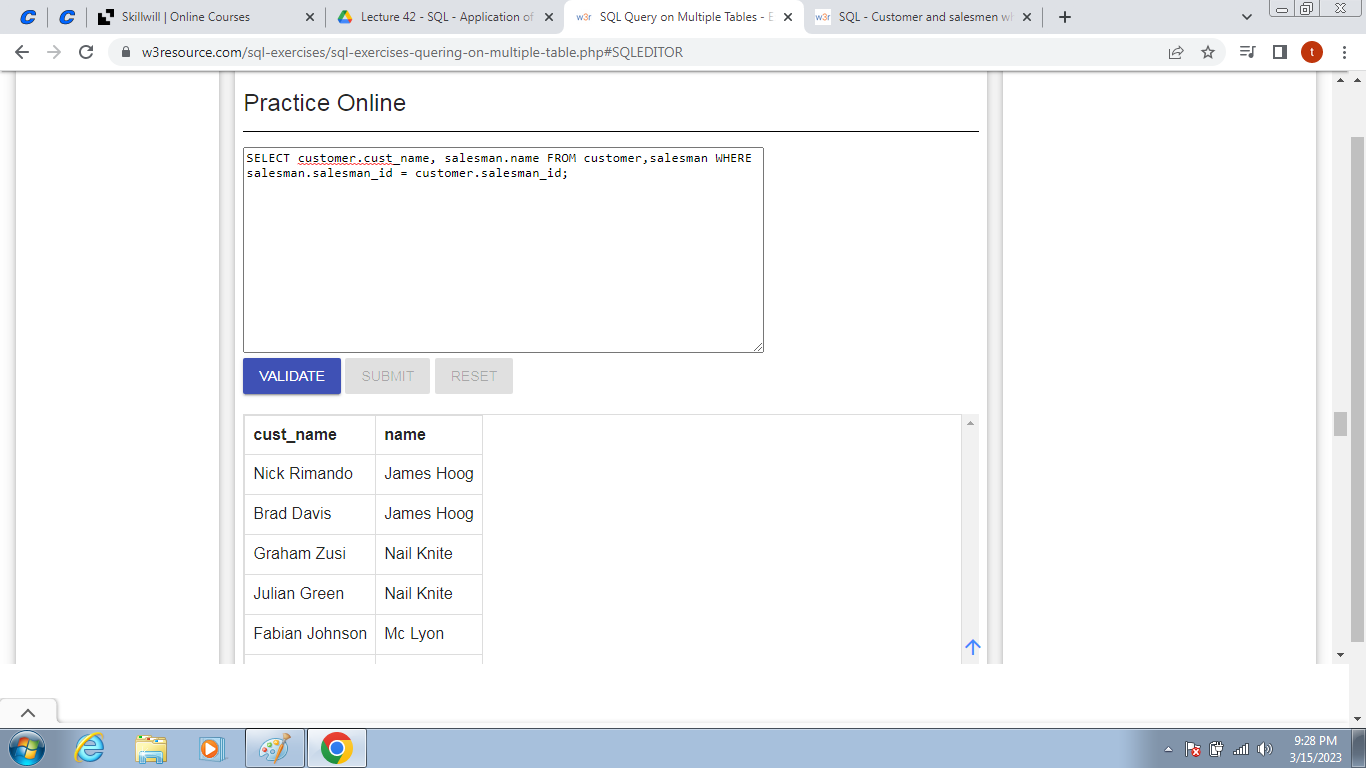 Skillwill | Online Courses
Lecture 42 - SQL - Application of
w3r SQL Query on Multiple Tables - E
w3r SQL - Customer and salesmen wh
w3resource.com/sql-exercises/sql-exercises-quering-on-multiple-table.php#SQLEDITOR
t
Practice Online
SELECT customer.cust_name, salesman.name FROM customer,salesman WHERE
salesman.salesman_id = customer.salesman_id;
VALIDATE SUBMIT RESET
cust_name name
Nick Rimando James Hoog
Brad Davis James Hoog
Graham Zusi Nail Knite
Julian Green Nail Knite
Fabian Johnson Mc Lyon
9:28 PM
3/15/2023